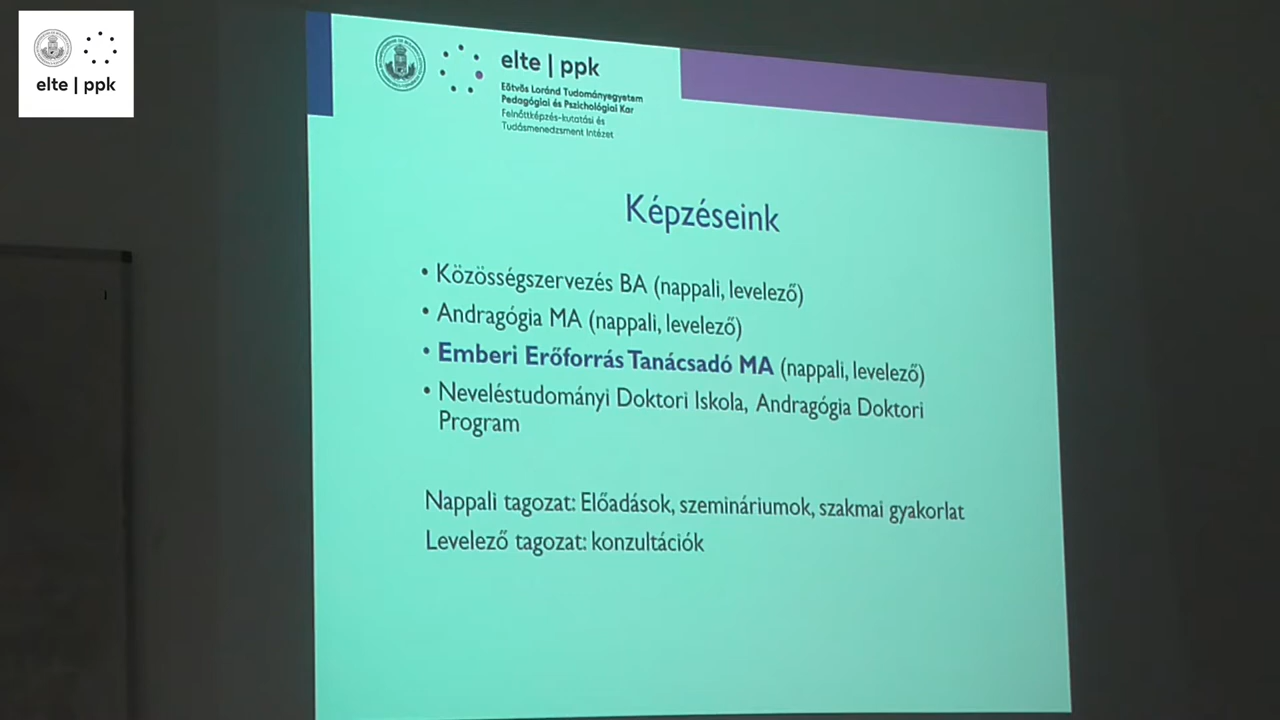 elte | ppk
elte | ppk
Eötvös Loránd Tudományegyetem
Pedagógiai és Pszichológiai Kar
Felnőttképzés-kutatási és
Tudásmenedzsment Intézet
Képzéseink
• Közösségszervezés BA (nappali, levelező)
• Andragógia MA (nappali, levelező)
• Emberi Erőforrás Tanácsadó MA (nappali, levelező)
• Neveléstudományi Doktori Iskola, Andragógia Doktori
Program
Nappali tagozat: Előadások, szemináriumok, szakmai gyakorlat
Levelező tagozat: konzultációk